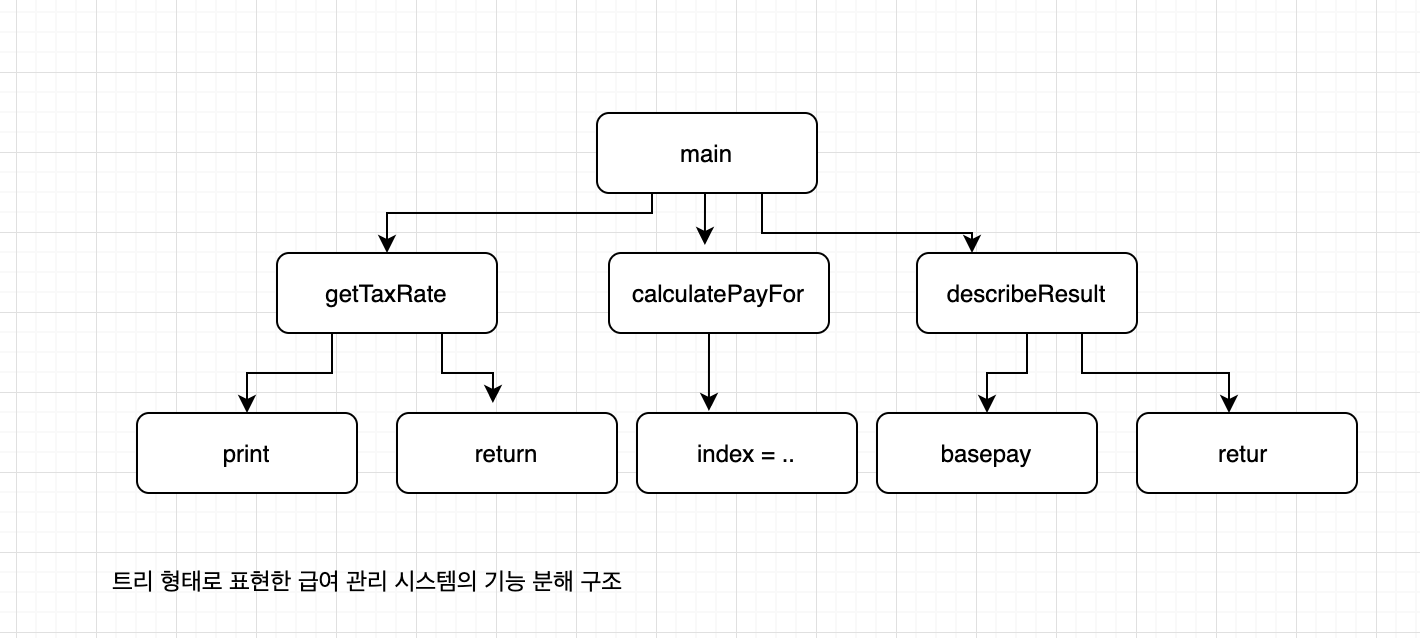 main
getTaxRate
calculatePayFor
describeResult
print
return
index = ..
basepay
retur
트리 형태로 표현한 급여 관리 시스템의 기능 분해 구조